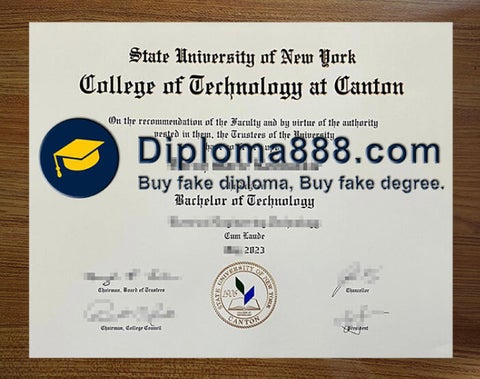 State University of New York
College of Technology at Canton
On the recommendation of the Faculty and by virtue of the authority
vested in them, the Trustees of the University
Diploma888.com
Buy fake diploma, Buy fake degree.
Bachelor of Technology
Cum Laude
2023
STATE UNIVERSITY OF NEW YORK
1906
CANTON
Chairman, Board of Trustees
Chancellor
Chairman, College Council
President